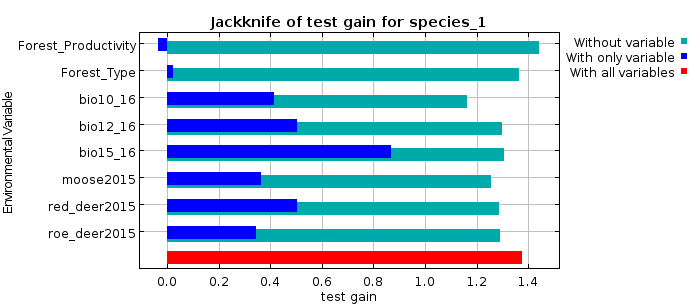 Jackknife of test gain for species_1
Environmental Variable
Forest_Productivity
Forest_Type
bio10_16
bio12_16
bio15_16
moose2015
red_deer2015
roe_deer2015
0.0 0.2 0.4 0.6 0.8 1.0 1.2 1.4
test gain
Without variable
With only variable
With all variables